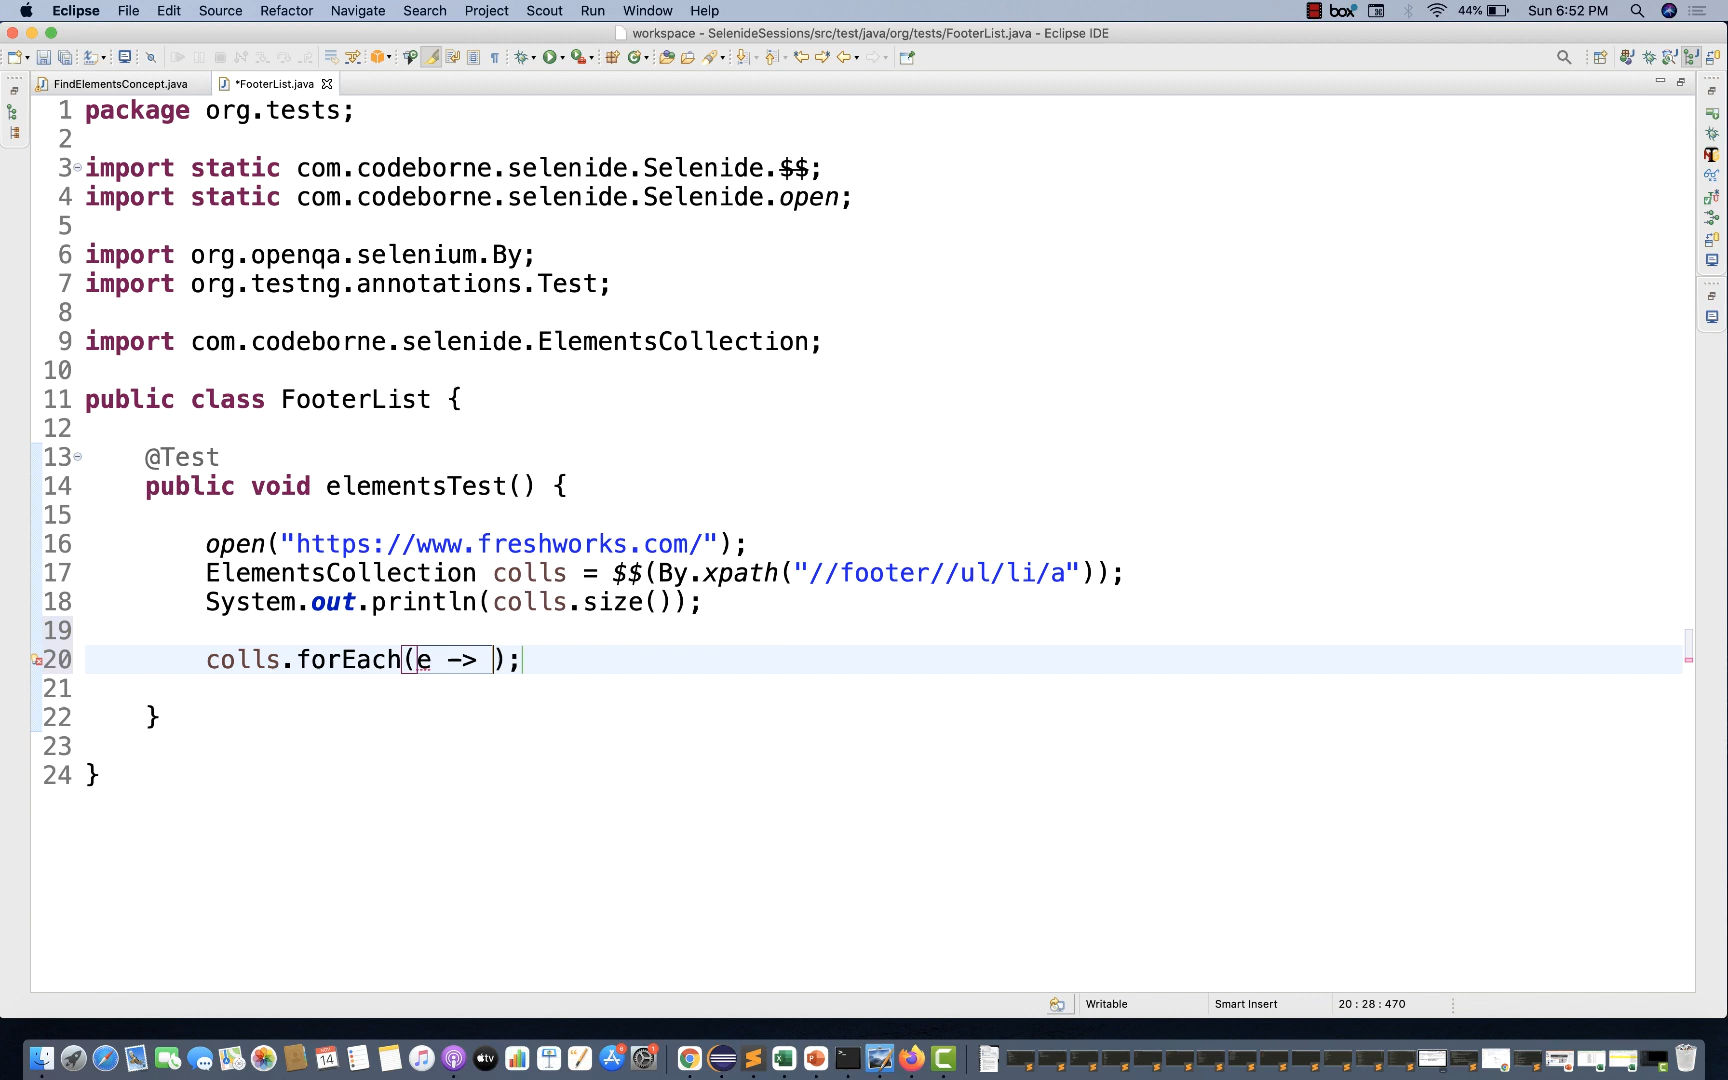 Eclipse File Edit Source Refactor Navigate Search Project Scout Run Window Help box 44% Sun 6:52 PM
workspace - SelenideSessions/src/test/java/org/tests/FooterList.java - Eclipse IDE
FindElementsConcept.java *FooterList.java
1 package org.tests;
2
3 import static com.codeborne.selenide.Selenide.$$;
4 import static com.codeborne.selenide.Selenide.open;
5
6 import org.openqa.selenium.By;
7 import org.testng.annotations.Test;
8
9 import com.codeborne.selenide.ElementsCollection;
10
11 public class FooterList {
12
13 @Test
14 public void elementsTest() {
15
16 open("https://www.freshworks.com/");
17 ElementsCollection colls = $$(By.xpath("//footer//ul/li/a"));
18 System.out.println(colls.size());
19
20 colls.forEach(e -> );
21
22 }
23
24 }
Writable Smart Insert 20 : 28 : 470